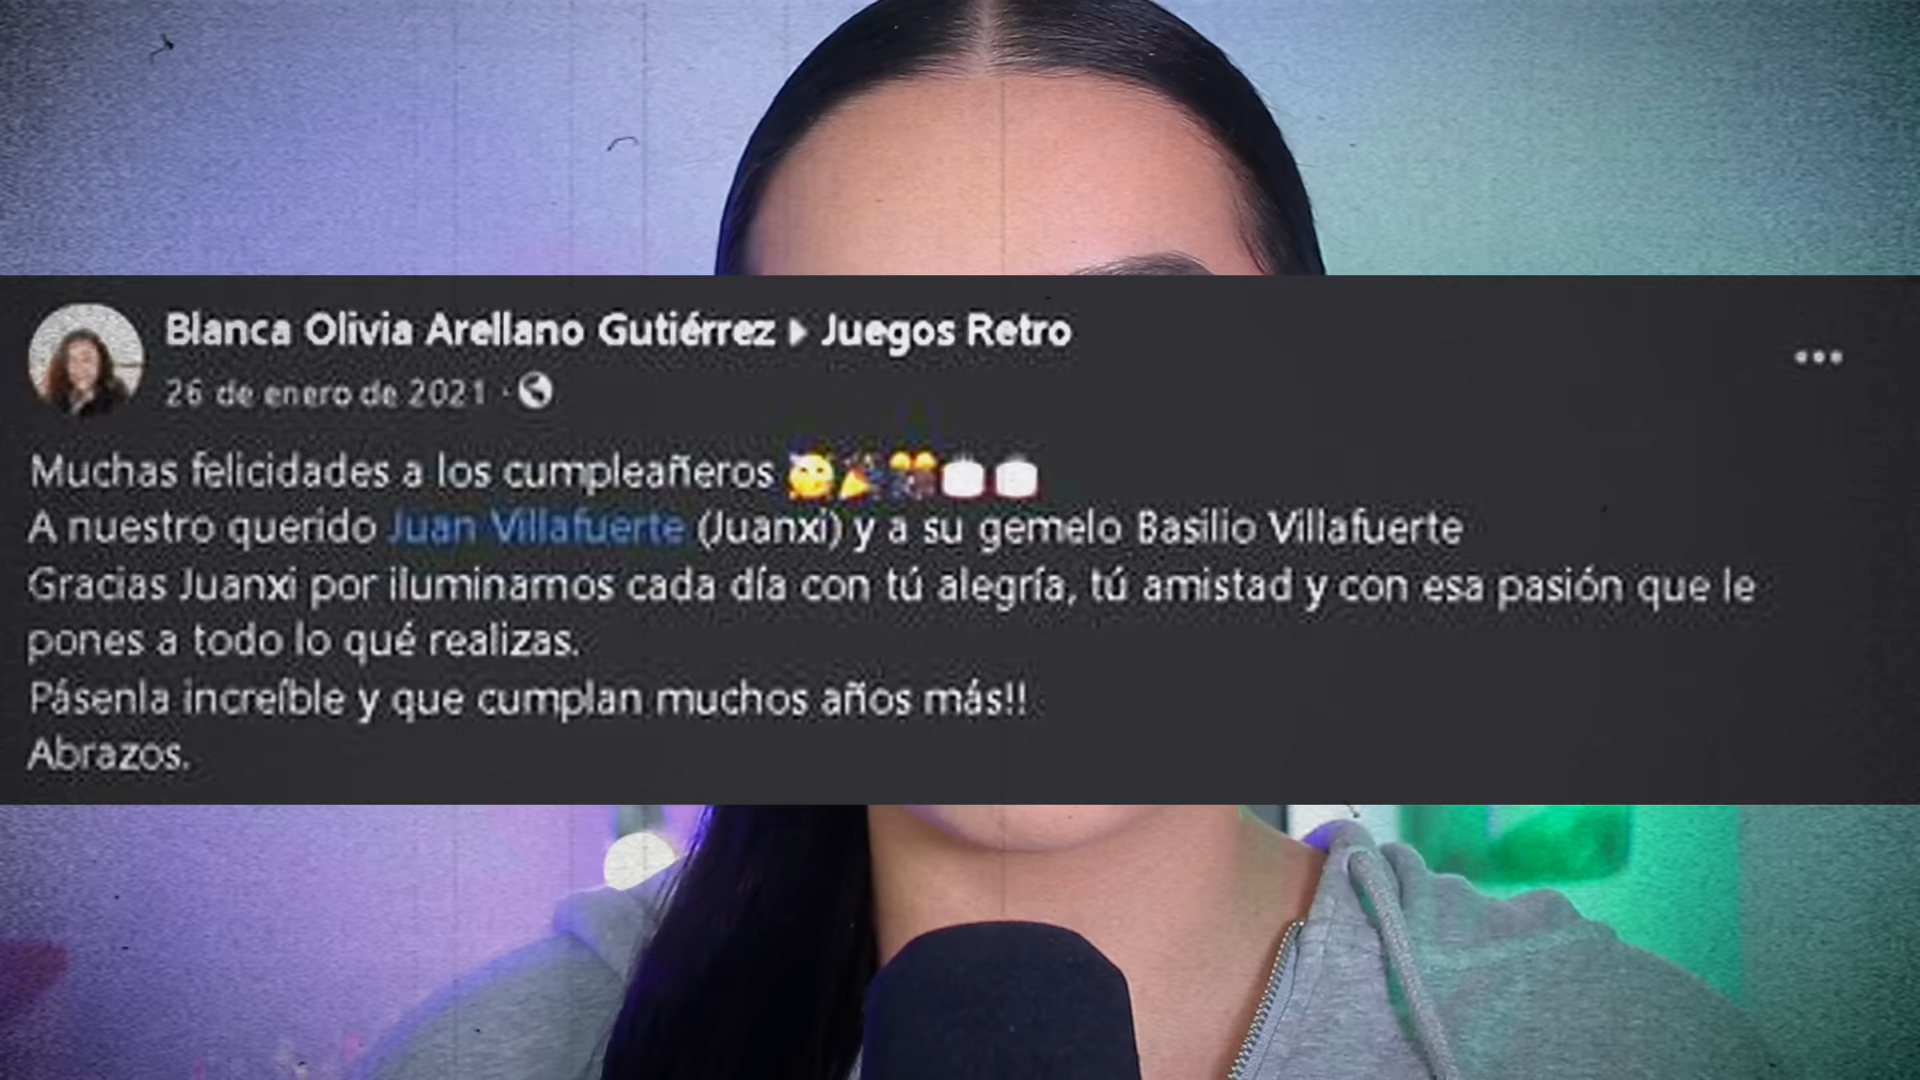 Blanca Olivia Arellano Gutiérrez ▸ Juegos Retro
26 de enero de 2021 ·
Muchas felicidades a los cumpleañeros
A nuestro querido Juan Villafuerte (Juanxi) y a su gemelo Basilio Villafuerte
Gracias Juanxi por iluminarnos cada día con tú alegría, tú amistad y con esa pasión que le
pones a todo lo qué realizas.
Pásenla increíble y que cumplan muchos años más!!
Abrazos.